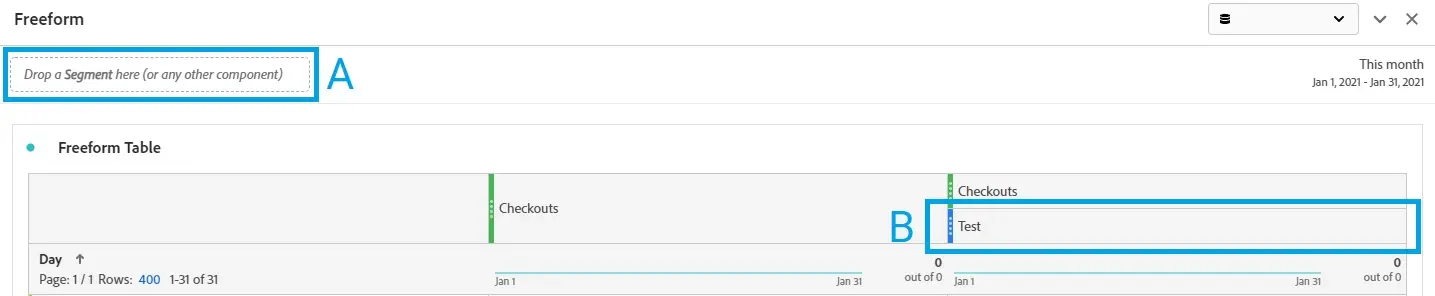 Freeform
Drop a Segment here (or any other component)
A
This month
Jan 1, 2021 - Jan 31, 2021
Freeform Table
Checkouts
Checkouts
B
Test
Day ↑
0
0
Page: 1 / 1 Rows: 400 1-31 of 31
Jan 1
Jan 31
out of 0
Jan 1
Jan 31
out of 0